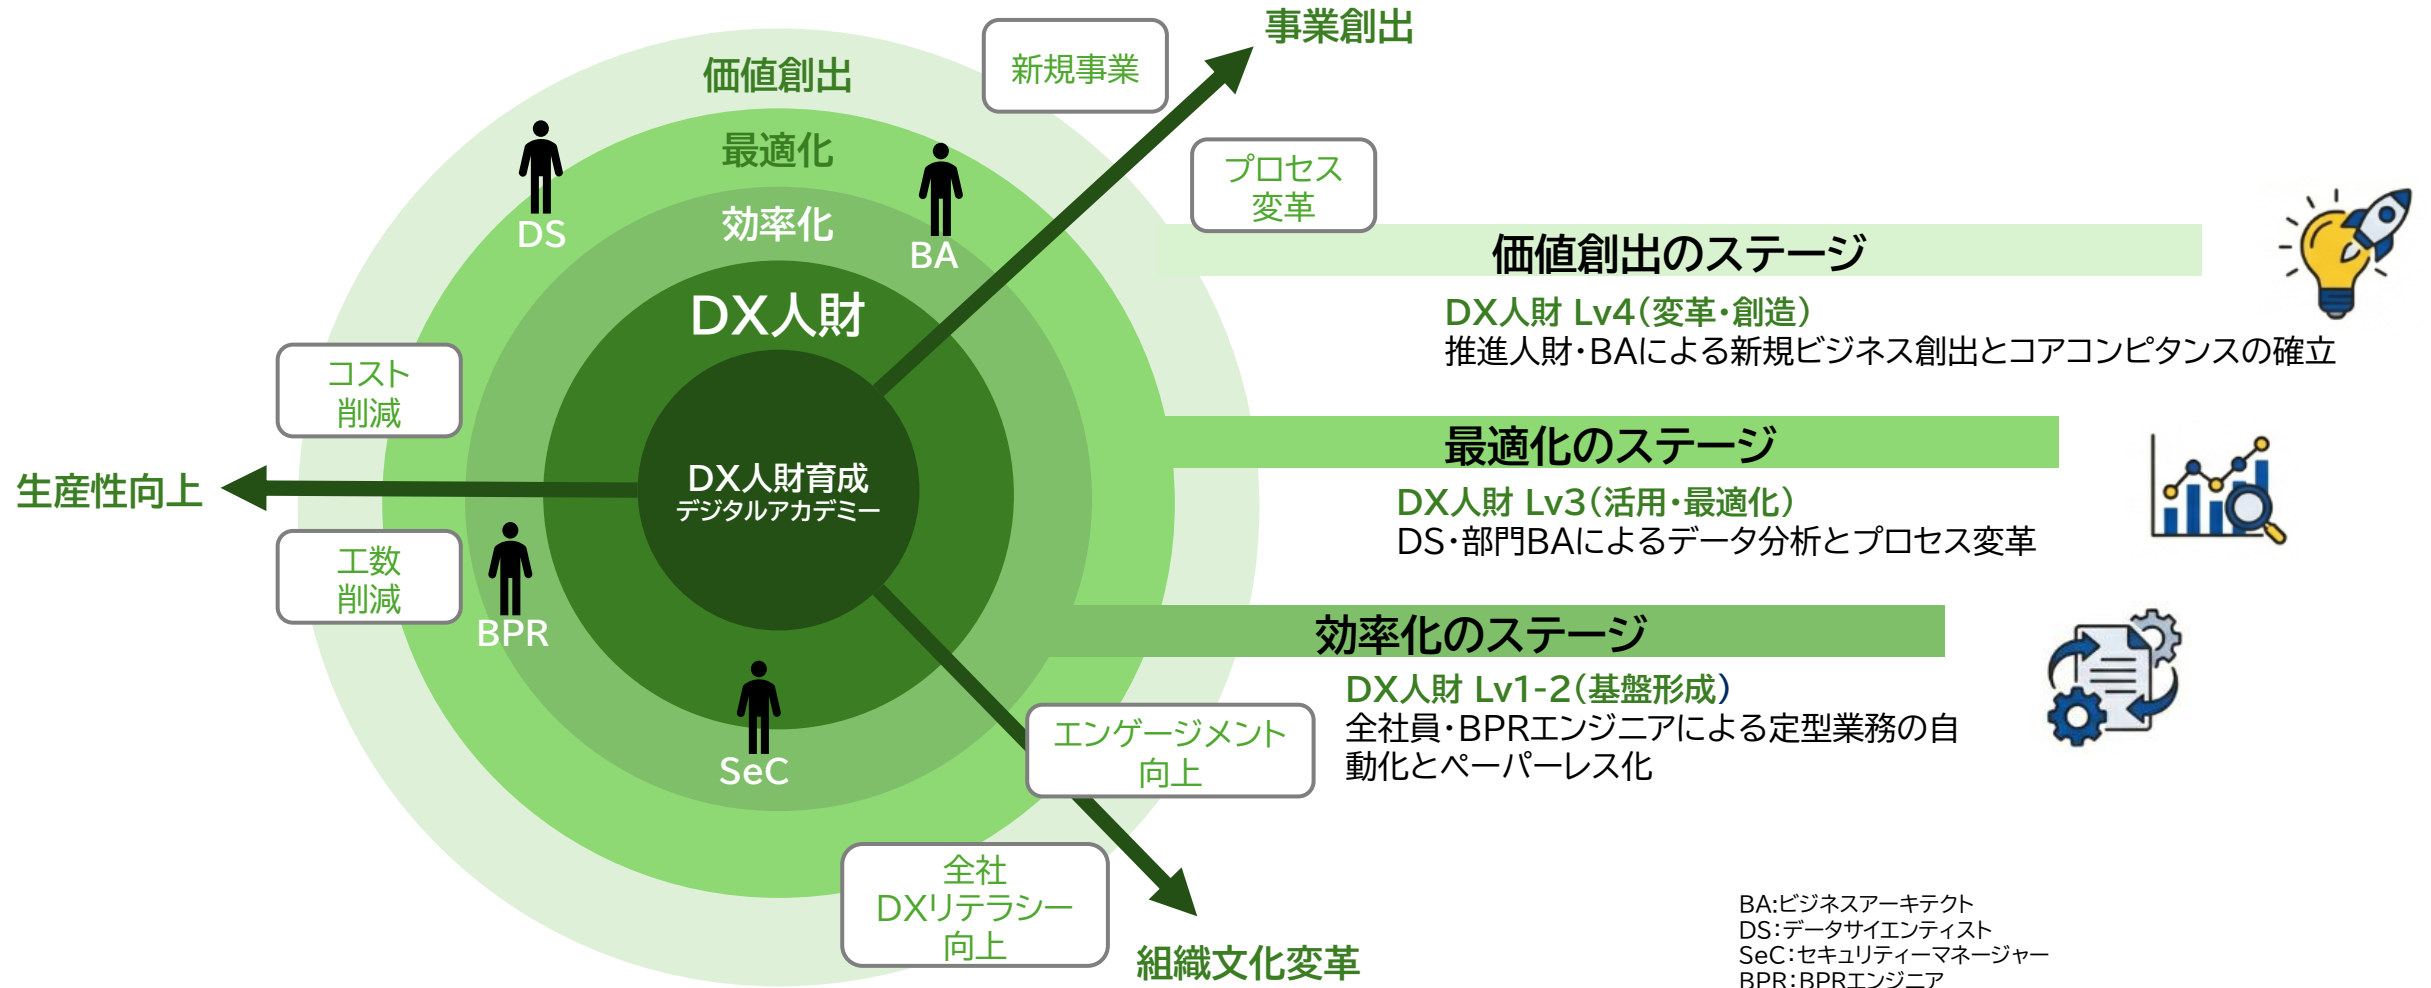 事業創出
新規事業
プロセス
変革
価値創出
最適化
効率化
DX人財
DS
BA
コスト
削減
生産性向上
工数
削減
DX人財育成
デジタルアカデミー
BPR
SeC
エンゲージメント
向上
全社
DXリテラシー
向上
組織文化変革
価値創出のステージ
DX人財 Lv4(変革・創造)
推進人財・BAによる新規ビジネス創出とコアコンピタンスの確立
最適化のステージ
DX人財 Lv3(活用・最適化)
DS・部門BAによるデータ分析とプロセス変革
効率化のステージ
DX人財 Lv1-2(基盤形成)
全社員・BPRエンジニアによる定型業務の自
動化とペーパーレス化
BA:ビジネスアーキテクト
DS:データサイエンティスト
SeC:セキュリティーマネージャー
BPR:BPRエンジニア